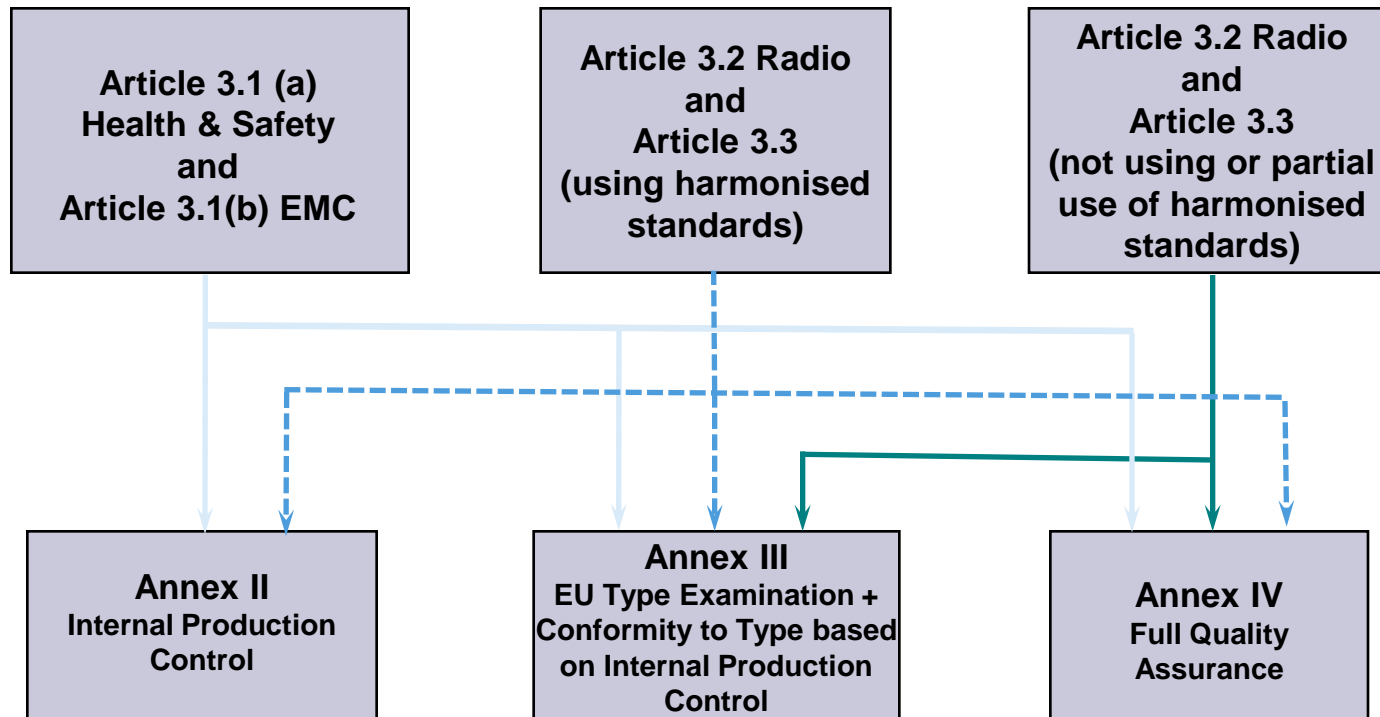 Article 3.1 (a)
Health & Safety
and
Article 3.1(b) EMC
Article 3.2 Radio
and
Article 3.3
(using harmonised
standards)
Article 3.2 Radio
and
Article 3.3
(not using or partial
use of harmonised
standards)
Annex II
Internal Production
Control
Annex III
EU Type Examination +
Conformity to Type based
on Internal Production
Control
Annex IV
Full Quality
Assurance